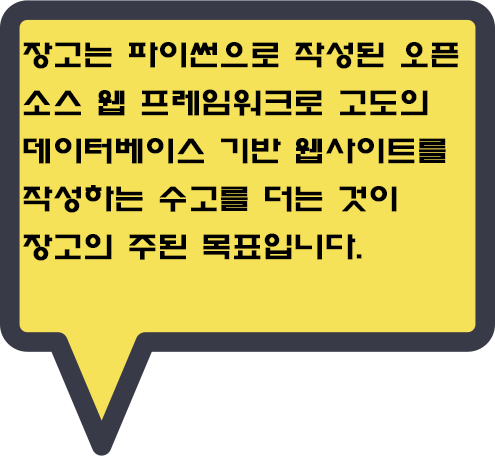 장고는 파이썬으로 작성된 오픈
소스 웹 프레임워크로 고도의
데이터베이스 기반 웹사이트를
작성하는 수고를 더는 것이
장고의 주된 목표입니다.